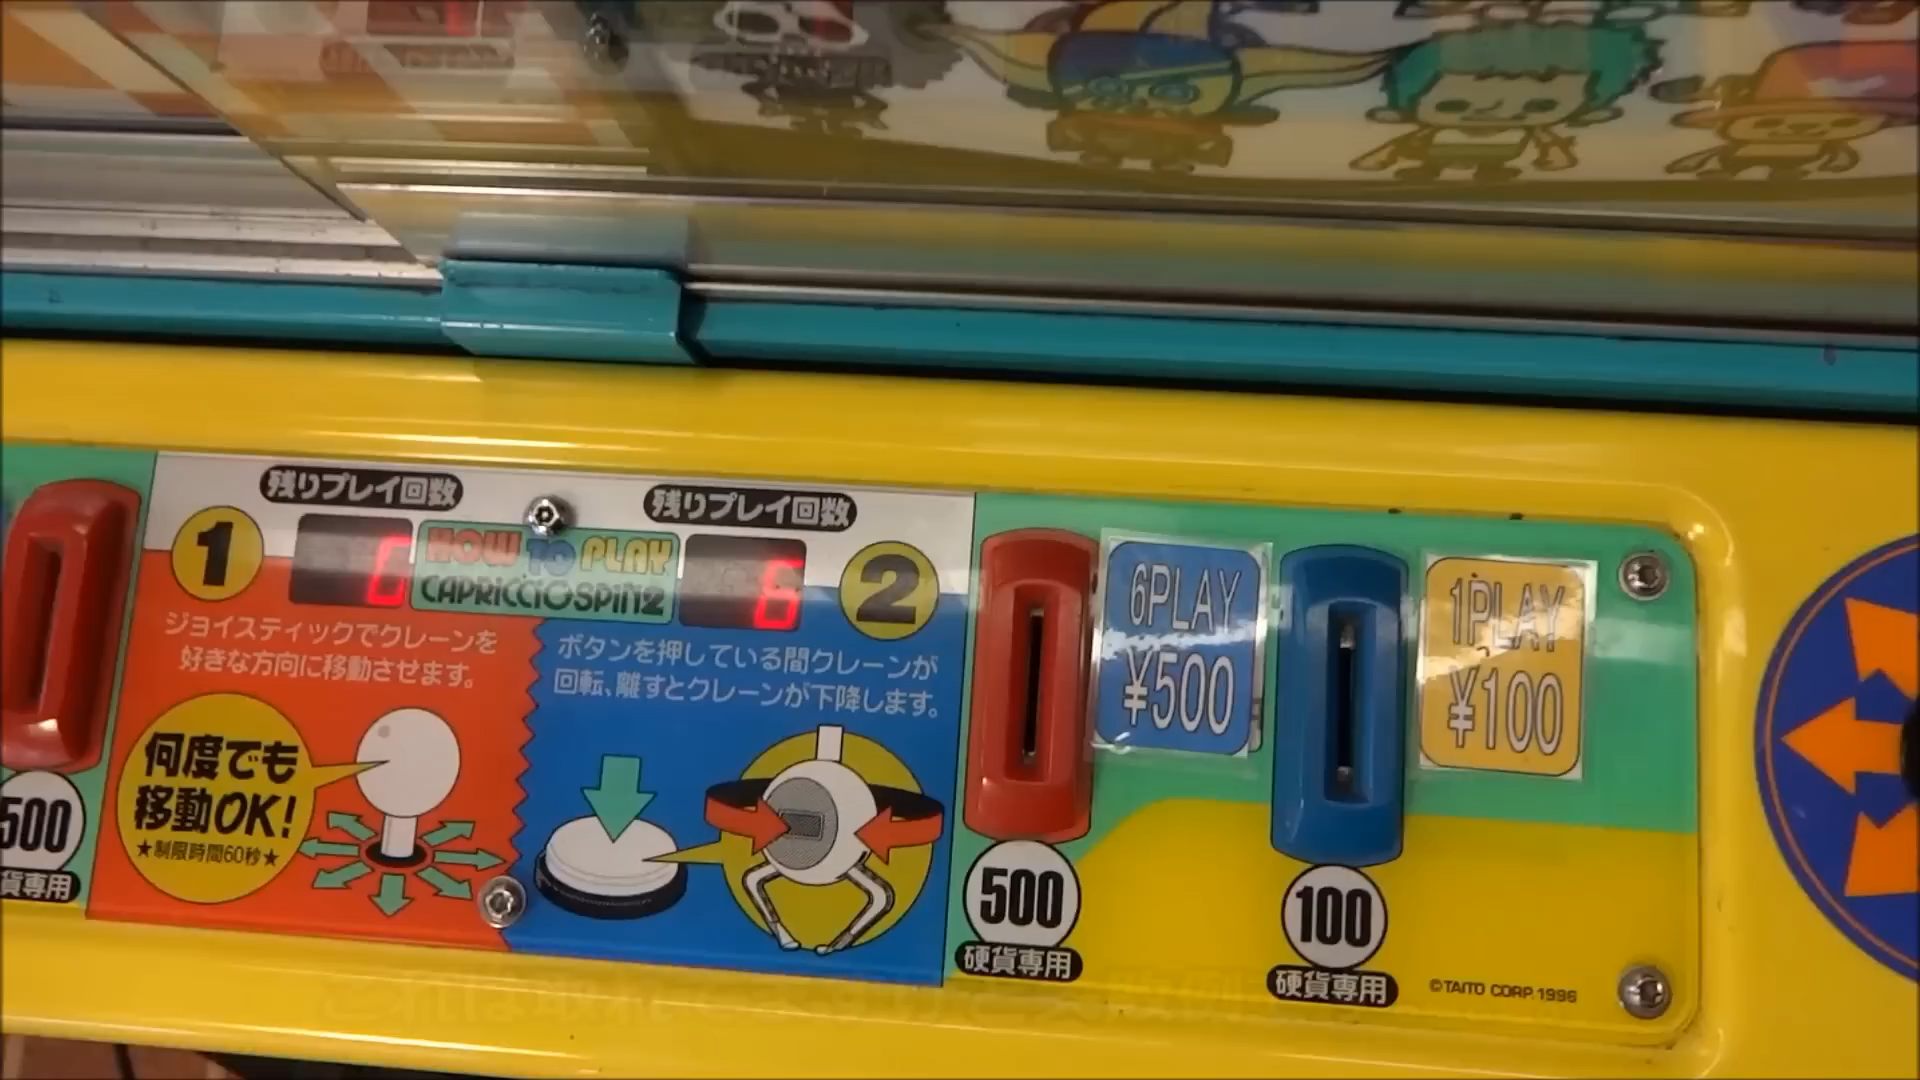 残りプレイ回数
残りプレイ回数
1
HOW TO PLAY
6
2
CAPRICCIO SPIN2
ジョイスティックでクレーンを
好きな方向に移動させます。
ボタンを押している間クレーンが
回転、離すとクレーンが下降します。
何度でも
移動OK!
★制限時間60秒★
6PLAY
¥500
1PLAY
¥100
500
貨専用
500
硬貨専用
100
硬貨専用
©TAITO CORP.1996